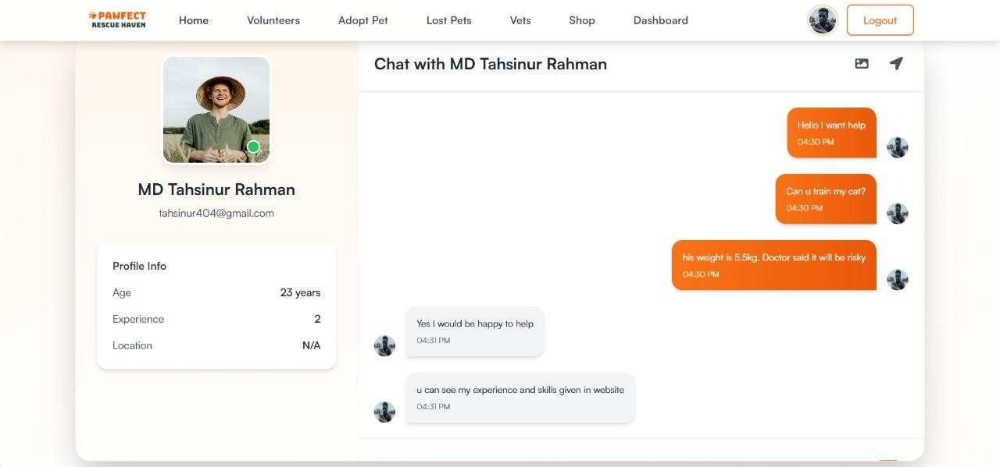 PAWFECT
RESCUE HAVEN
Home
Volunteers
Adopt Pet
Lost Pets
Vets
Shop
Dashboard
Logout
MD Tahsinur Rahman
tahsinur404@gmail.com
Profile Info
Age 23 years
Experience 2
Location N/A
Chat with MD Tahsinur Rahman
Hello I want help
04:30 PM
Can u train my cat?
04:30 PM
his weight is 5.5kg. Doctor said it will be risky
04:30 PM
Yes I would be happy to help
04:31 PM
u can see my experience and skills given in website
04:31 PM